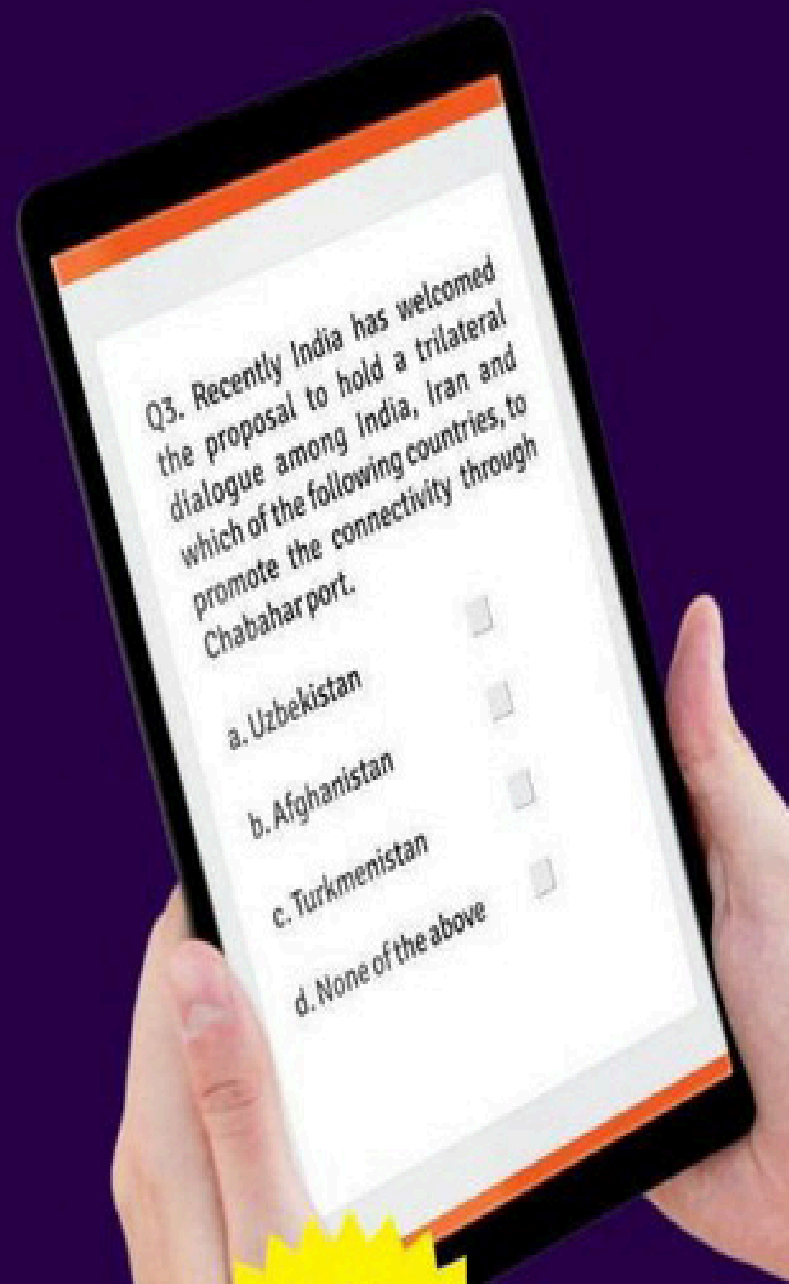 Q3. Recently India has welcomed
the proposal to hold a trilateral
dialogue among India, Iran and
which of the following countries, to
promote the connectivity through
Chabahar port.
a. Uzbekistan
b. Afghanistan
c. Turkmenistan
d. None of the above